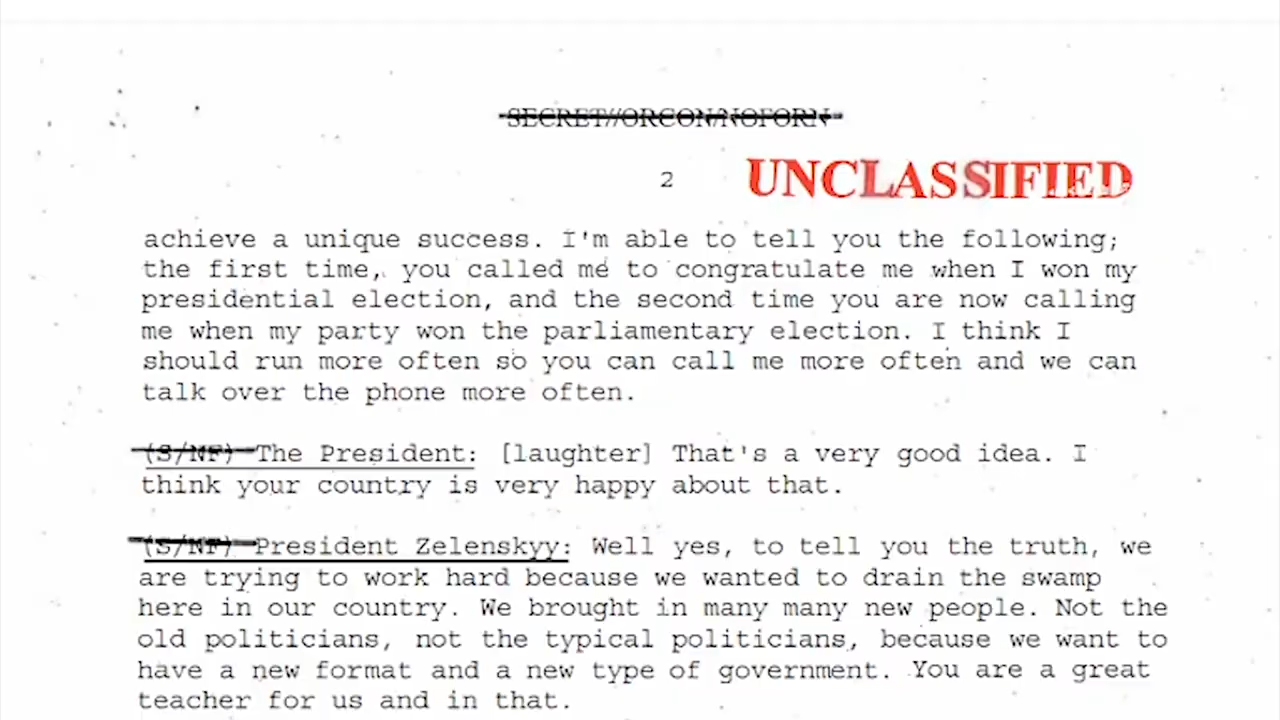 SECRET//ORCON/NOFORN
2
UNCLASSIFIED
achieve a unique success. I'm able to tell you the following;
the first time, you called me to congratulate me when I won my
presidential election, and the second time you are now calling
me when my party won the parliamentary election. I think I
should run more often so you can call me more often and we can
talk over the phone more often.
(S/NF) The President: [laughter] That's a very good idea. I
think your country is very happy about that.
(S/NF) President Zelenskyy: Well yes, to tell you the truth, we
are trying to work hard because we wanted to drain the swamp
here in our country. We brought in many many new people. Not the
old politicians, not the typical politicians, because we want to
have a new format and a new type of government. You are a great
teacher for us and in that.